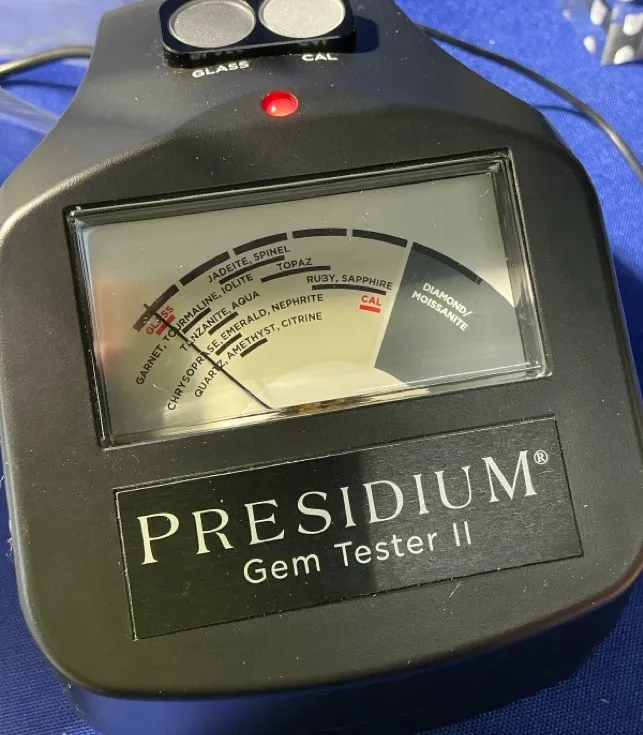 GLASS
CAL
JADEITE, SPINEL
TOPAZ
RUBY, SAPPHIRE
CAL
GLASS
GARNET, TOURMALINE, IOLITE
TANZANITE, AQUA
CHRYSOPRASE, EMERALD, NEPHRITE
QUARTZ, AMETHYST, CITRINE
DIAMOND/
MOISSANITE
PRESIDIUM®
Gem Tester II